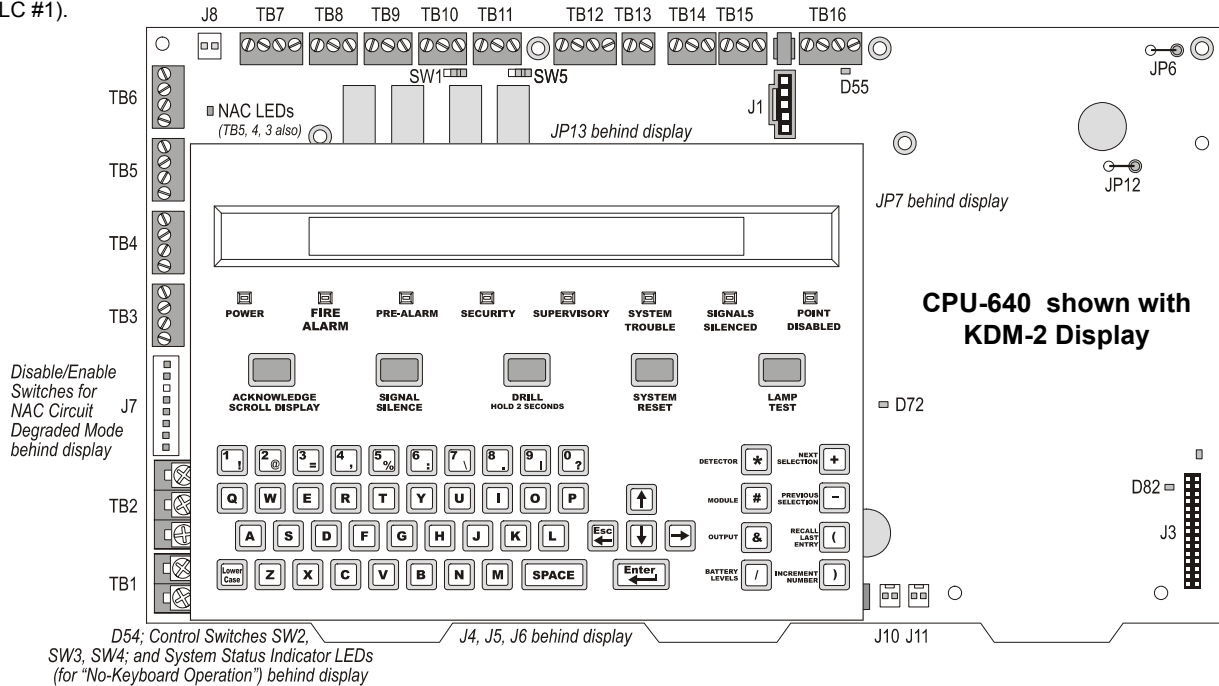 LC #1).
J8 TB7 TB8 TB9 TB10 TB11 TB12 TB13 TB14 TB15 TB16
JP6
SW1 SW5
D55
TB6
NAC LEDs
(TB5, 4, 3 also)
J1
JP13 behind display
TB5
JP12
JP7 behind display
TB4
TB3
POWER
FIRE
ALARM
PRE-ALARM
SECURITY
SUPERVISORY
SYSTEM
TROUBLE
SIGNALS
SILENCED
POINT
DISABLED
CPU-640 shown with
KDM-2 Display
Disable/Enable
Switches for
NAC Circuit
Degraded Mode
behind display
J7
ACKNOWLEDGE
SCROLL DISPLAY
SIGNAL
SILENCE
DRILL
HOLD 2 SECONDS
SYSTEM
RESET
LAMP
TEST
D72
1 ! 2 @ 3 = 4 , 5 % 6 : 7 \ 8 . 9 | 0 ?
DETECTOR *
NEXT
SELECTION +
Q W E R T Y U I O P
MODULE #
PREVIOUS
SELECTION −
D82
TB2
A S D F G H J K L
Esc
OUTPUT &
RECALL
LAST
ENTRY (
J3
TB1
Lower
Case
Z X C V B N M SPACE
Enter
BATTERY
LEVELS /
INCREMENT
NUMBER )
D54; Control Switches SW2,
SW3, SW4; and System Status Indicator LEDs
(for “No-Keyboard Operation”) behind display
J4, J5, J6 behind display
J10 J11